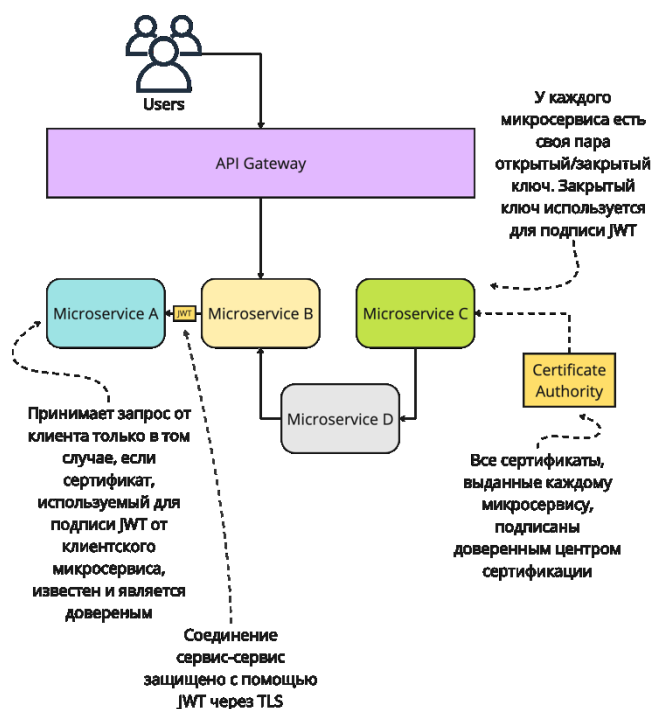 Users
API Gateway
У каждого
микросервиса есть
своя пара
открытый/закрытый
ключ. Закрытый
ключ используется
для подписи JWT
Microservice A
JWT
Microservice B
Microservice C
Certificate
Authority
Microservice D
Принимает запрос от
клиента только в том
случае, если
сертификат,
используемый для
подписи JWT от
клиентского
микросервиса,
известен и является
довереным
Все сертификаты,
выданные каждому
микросервису,
подписаны
доверенным центром
сертификации
Соединение
сервис-сервис
защищено с помощью
JWT через TLS